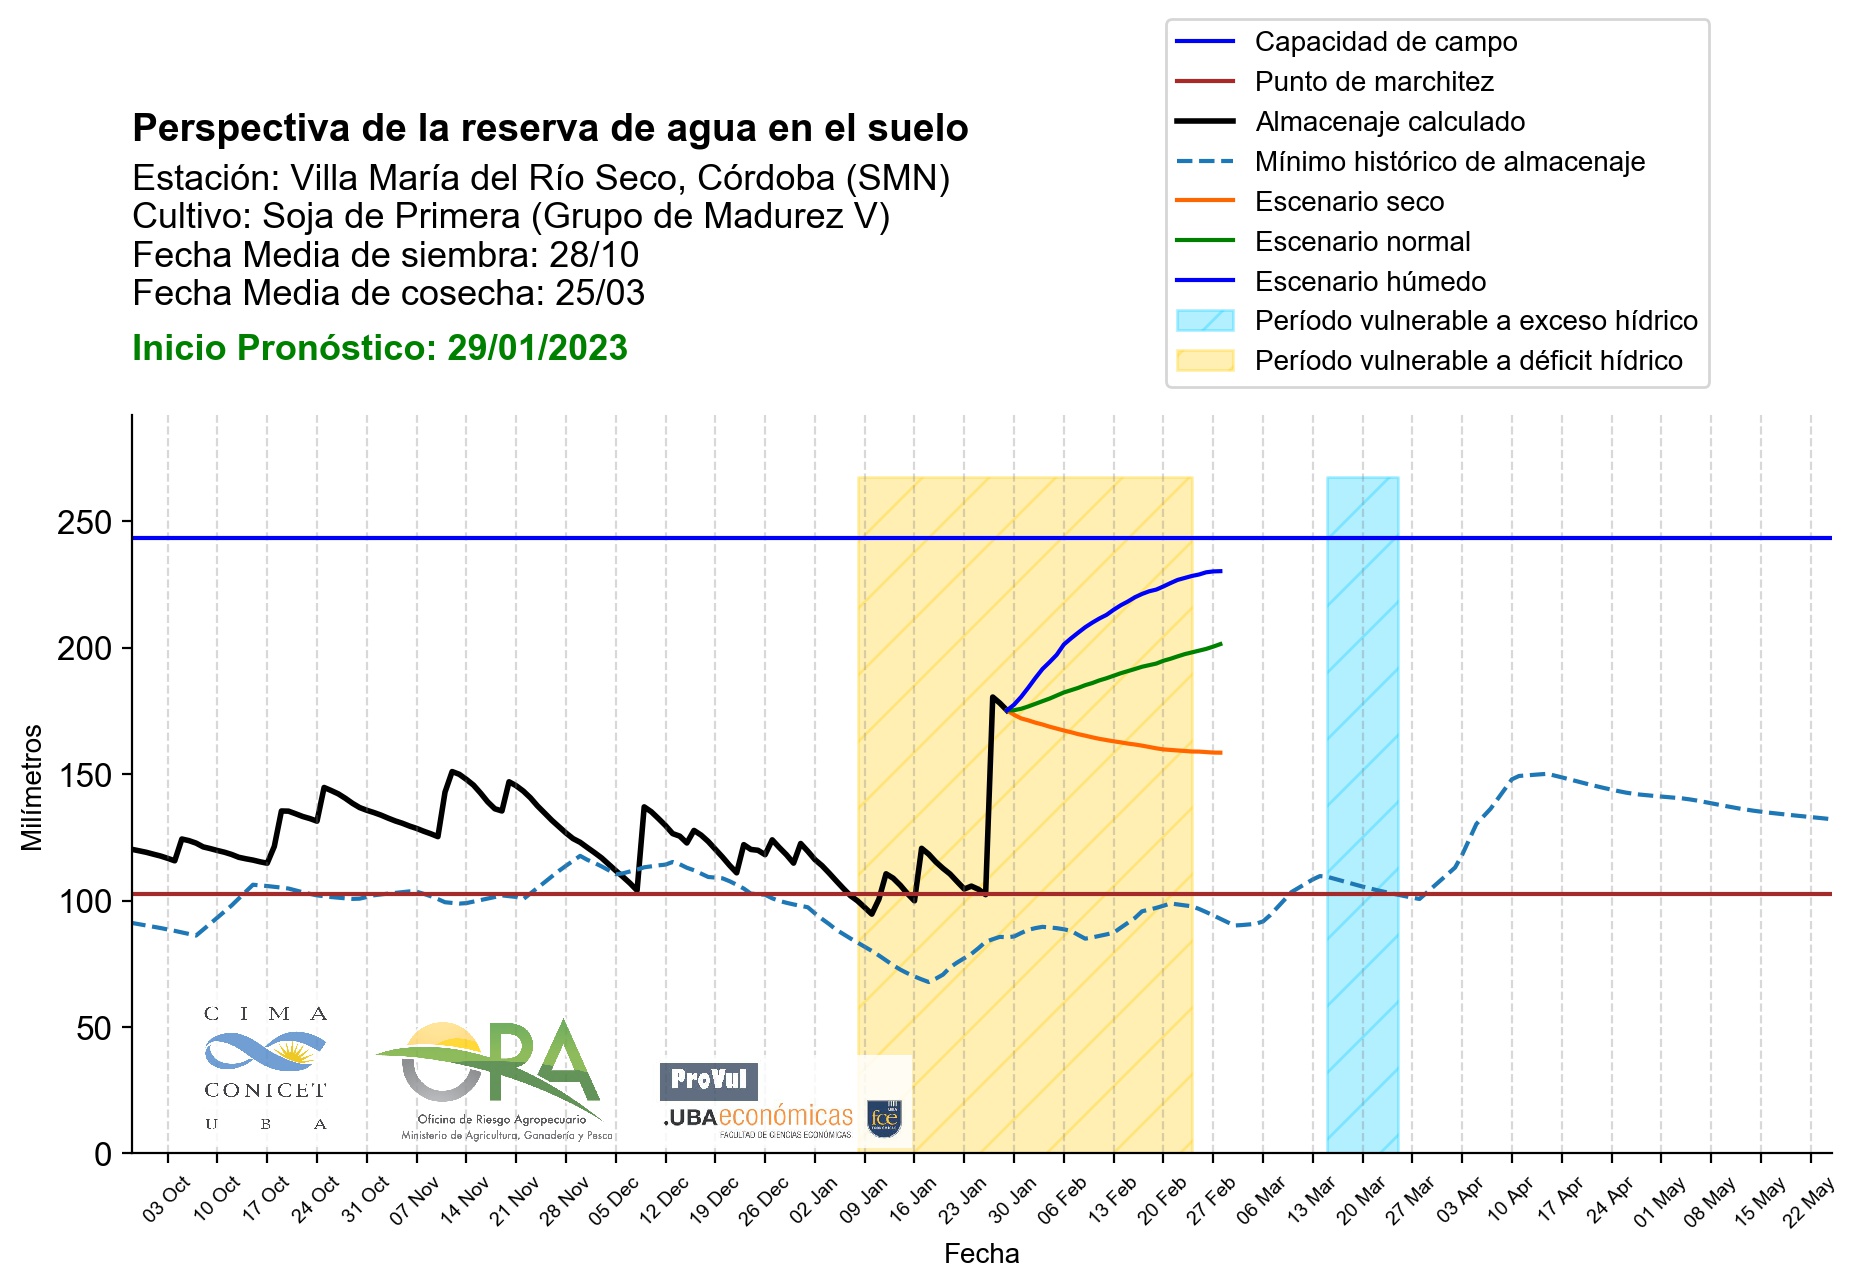 Capacidad de campo
Punto de marchitez
Almacenaje calculado
Mínimo histórico de almacenaje
Escenario seco
Escenario normal
Escenario húmedo
Período vulnerable a exceso hídrico
Período vulnerable a déficit hídrico
Perspectiva de la reserva de agua en el suelo
Estación: Villa María del Río Seco, Córdoba (SMN)
Cultivo: Soja de Primera (Grupo de Madurez V)
Fecha Media de siembra: 28/10
Fecha Media de cosecha: 25/03
Inicio Pronóstico: 29/01/2023
Milímetros
250
200
150
100
50
0
CIMA
CONICET
UBA
ORA
Oficina de Riesgo Agropecuario
Ministerio de Agricultura, Ganadería y Pesca
ProVul
.UBAeconómicas
FACULTAD DE CIENCIAS ECONÓMICAS
fce
03 Oct
10 Oct
17 Oct
24 Oct
31 Oct
07 Nov
14 Nov
21 Nov
28 Nov
05 Dec
12 Dec
19 Dec
26 Dec
02 Jan
09 Jan
16 Jan
23 Jan
30 Jan
06 Feb
13 Feb
20 Feb
27 Feb
06 Mar
13 Mar
20 Mar
27 Mar
03 Apr
10 Apr
17 Apr
24 Apr
01 May
08 May
15 May
22 May
Fecha